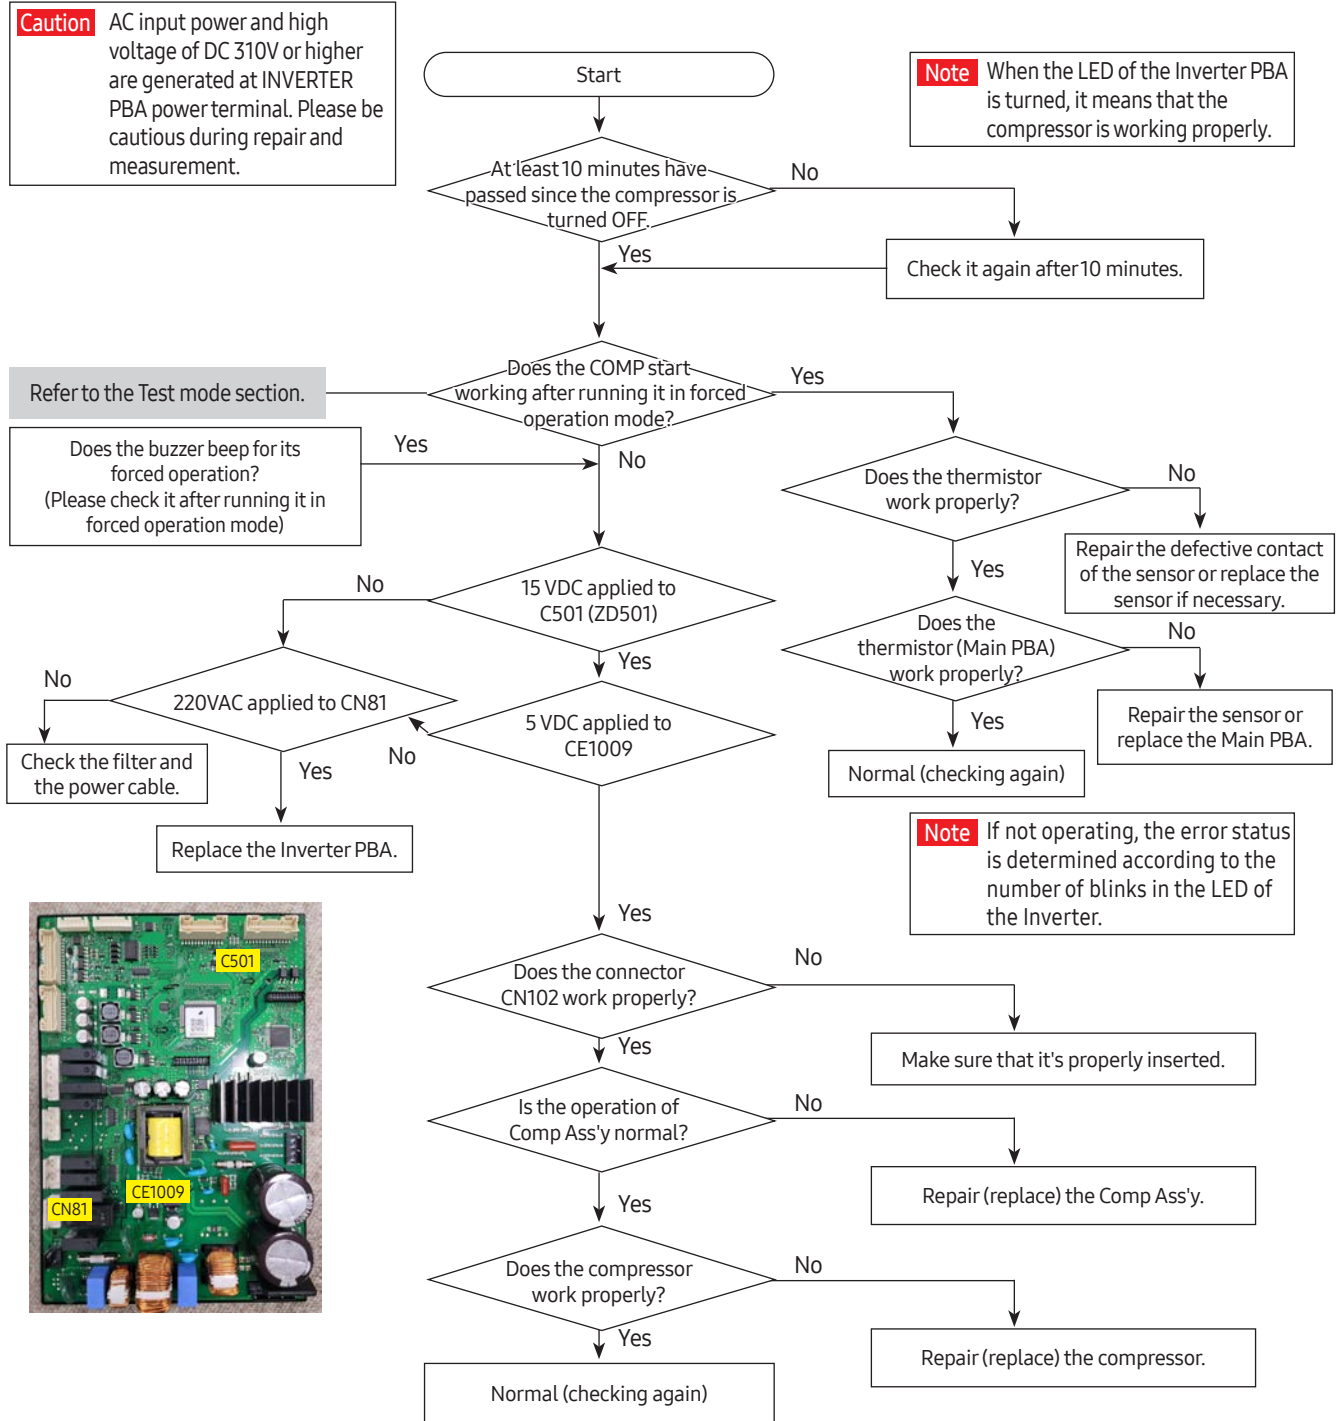 Caution AC input power and high
voltage of DC 310V or higher
are generated at INVERTER
PBA power terminal. Please be
cautious during repair and
measurement.
Start
Note When the LED of the Inverter PBA
is turned, it means that the
compressor is working properly.
At least 10 minutes have
passed since the compressor is
turned OFF.
No
Yes
Check it again after 10 minutes.
Refer to the Test mode section.
Does the COMP start
working after running it in forced
operation mode?
Yes
Does the buzzer beep for its
forced operation?
(Please check it after running it in
forced operation mode)
Yes
No
Does the thermistor
work properly?
No
Repair the defective contact
of the sensor or replace the
sensor if necessary.
Yes
No
15 VDC applied to
C501 (ZD501)
Yes
Does the
thermistor (Main PBA)
work properly?
No
Repair the sensor or
replace the Main PBA.
Yes
Normal (checking again)
No
220VAC applied to CN81
5 VDC applied to
CE1009
No
Check the filter and
the power cable.
Yes
Replace the Inverter PBA.
Note If not operating, the error status
is determined according to the
number of blinks in the LED of
the Inverter.
Yes
C501
CE1009
CN81
Does the connector
CN102 work properly?
No
Make sure that it's properly inserted.
Yes
Is the operation of
Comp Ass'y normal?
No
Repair (replace) the Comp Ass'y.
Yes
Does the compressor
work properly?
No
Repair (replace) the compressor.
Yes
Normal (checking again)